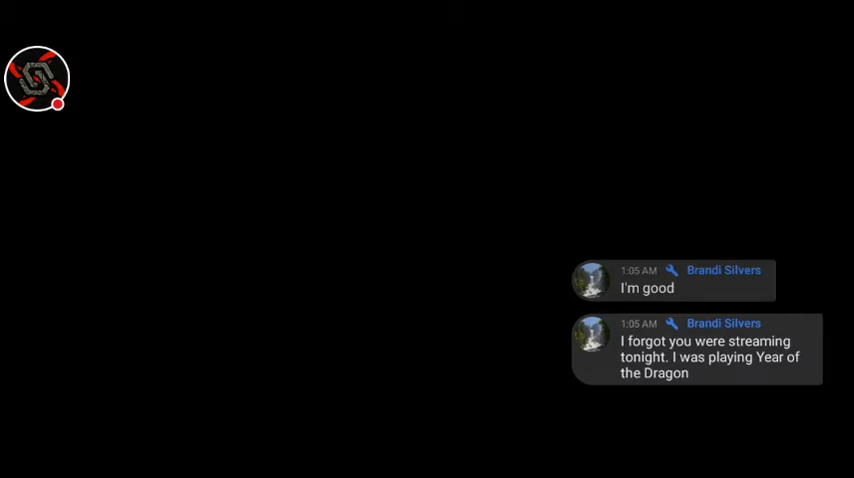 1:05 AM Brandi Silvers
I'm good
1:05 AM Brandi Silvers
I forgot you were streaming
tonight. I was playing Year of
the Dragon